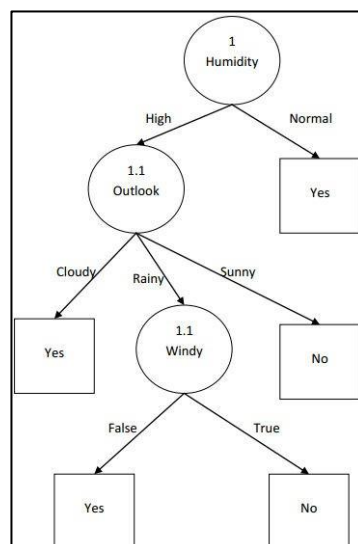 1
Humidity
High
Normal
1.1
Outlook
Yes
Cloudy
Rainy
Sunny
Yes
1.1
Windy
No
False
True
Yes
No